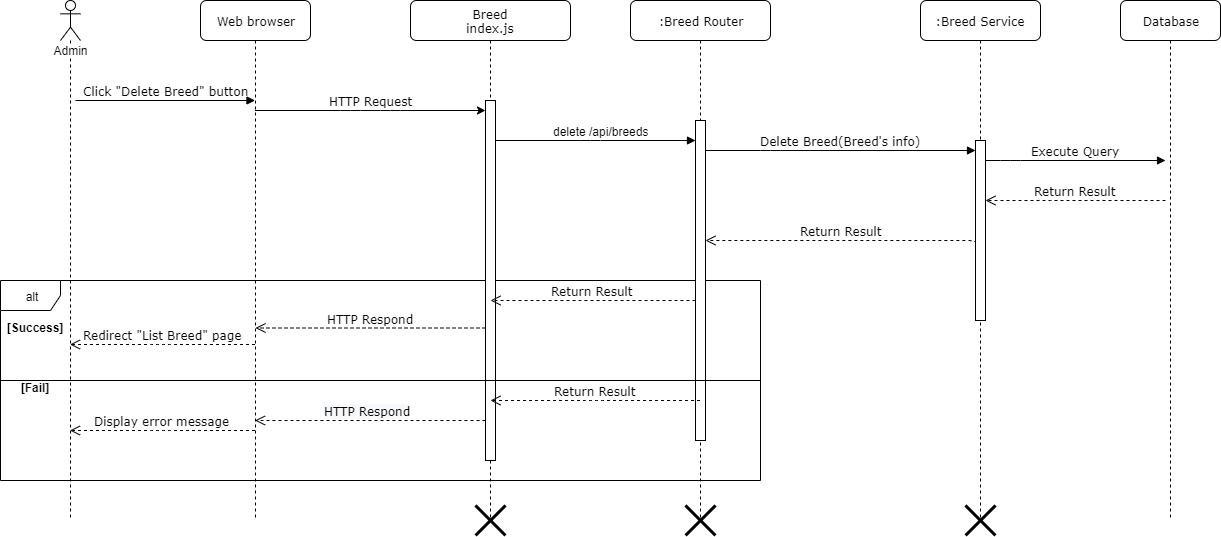 Admin
Web browser
Breed
index.js
:Breed Router
:Breed Service
Database
Click "Delete Breed" button
HTTP Request
delete /api/breeds
Delete Breed(Breed's info)
Execute Query
Return Result
Return Result
alt
Return Result
[Success]
HTTP Respond
Redirect "List Breed" page
[Fail]
Return Result
HTTP Respond
Display error message